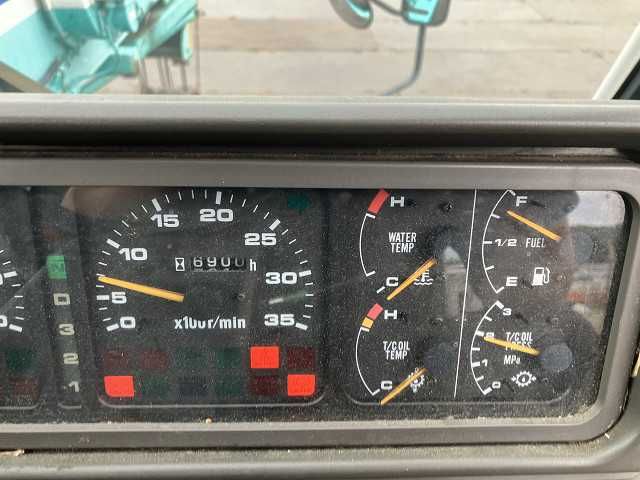 N
D
3
2
1
0 5 10 15 20 25 30 35
6900 h
x100r/min
H
WATER
TEMP
C
H
T/C OIL
TEMP
C
F
1/2 FUEL
E
3
2 T/C OIL
PRESS
MPa
1
0